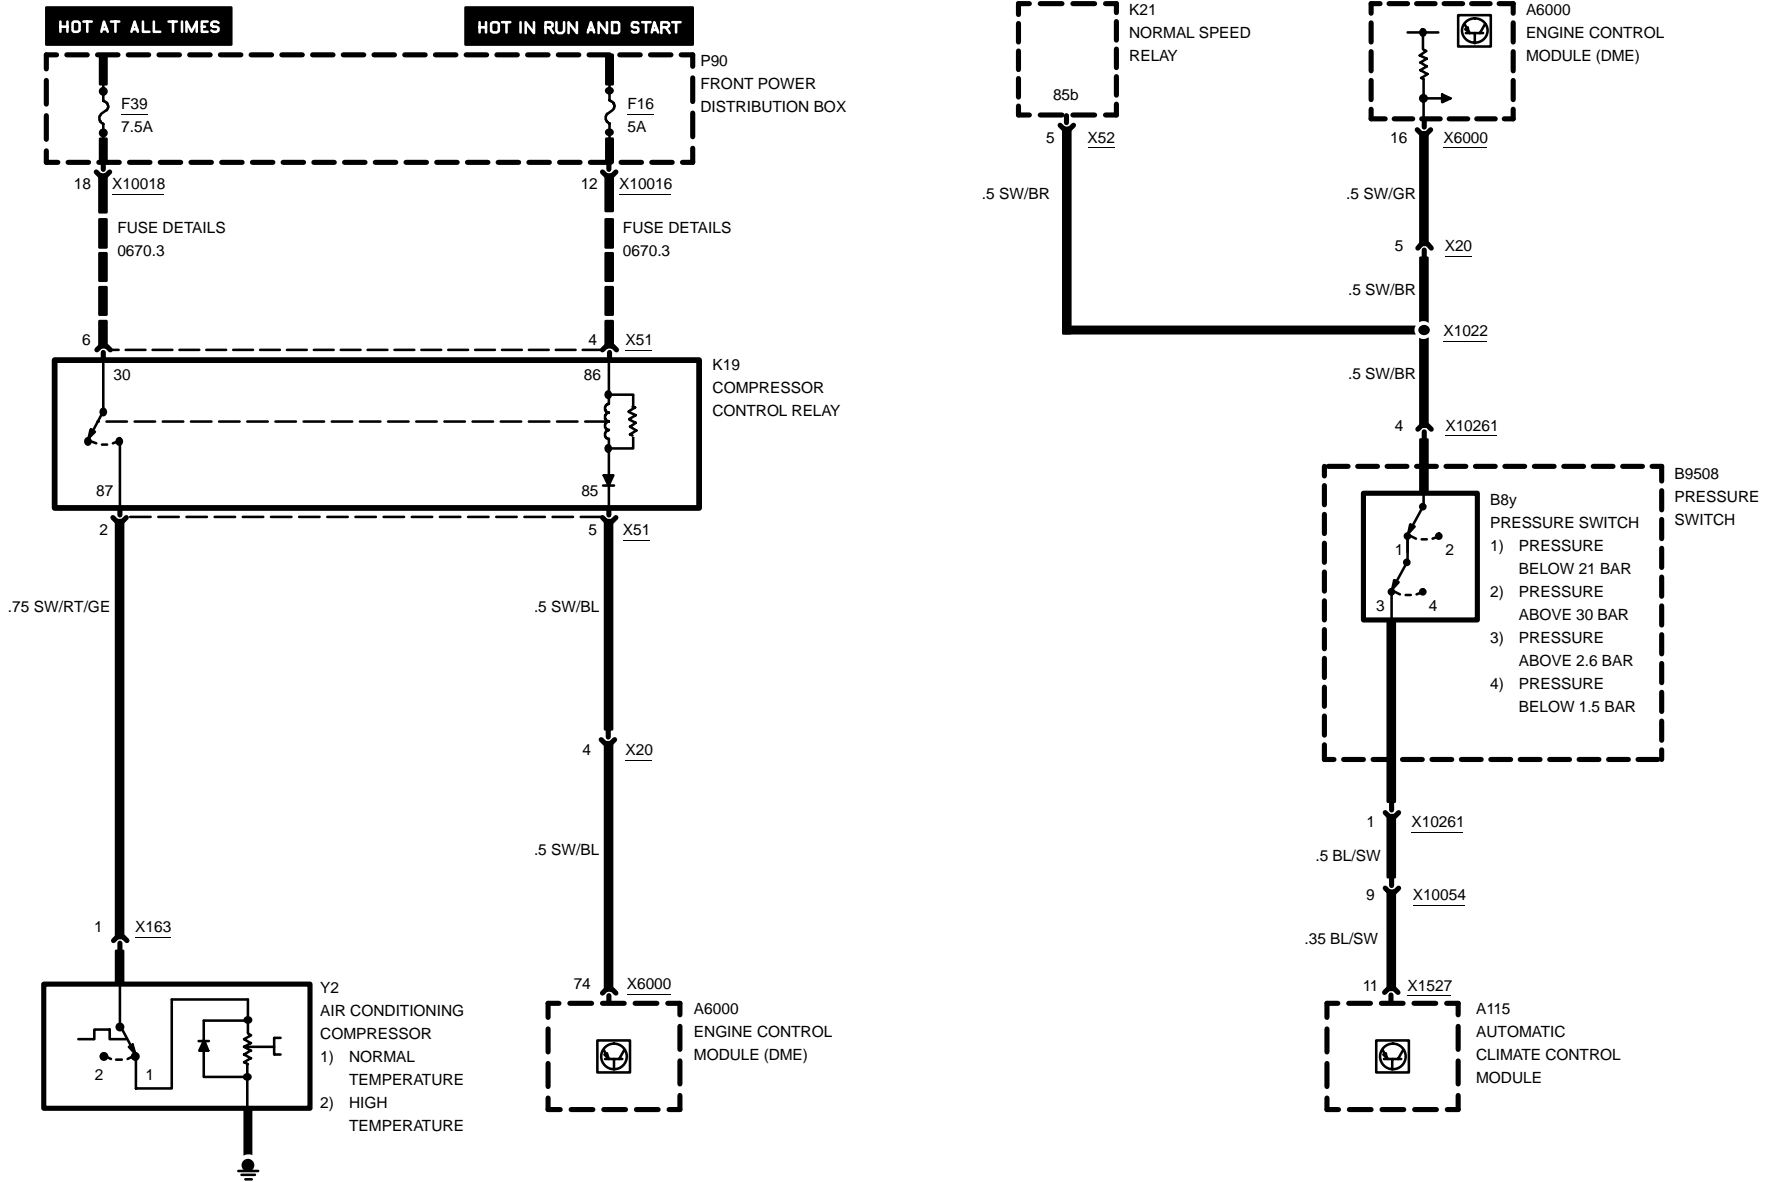 HOT AT ALL TIMES
HOT IN RUN AND START
P90
FRONT POWER
DISTRIBUTION BOX
F39
7.5A
F16
5A
18 X10018
12 X10016
FUSE DETAILS
0670.3
FUSE DETAILS
0670.3
6
4 X51
30
86
K19
COMPRESSOR
CONTROL RELAY
87
85
2
5 X51
.75 SW/RT/GE
.5 SW/BL
4 X20
.5 SW/BL
1 X163
74 X6000
Y2
AIR CONDITIONING
COMPRESSOR
1) NORMAL
TEMPERATURE
2) HIGH
TEMPERATURE
2
1
A6000
ENGINE CONTROL
MODULE (DME)
K21
NORMAL SPEED
RELAY
85b
5 X52
.5 SW/BR
A6000
ENGINE CONTROL
MODULE (DME)
16 X6000
.5 SW/GR
5 X20
.5 SW/BR
X1022
.5 SW/BR
4 X10261
B9508
PRESSURE
SWITCH
B8y
PRESSURE SWITCH
1) PRESSURE
BELOW 21 BAR
2) PRESSURE
ABOVE 30 BAR
3) PRESSURE
ABOVE 2.6 BAR
4) PRESSURE
BELOW 1.5 BAR
1
2
3
4
1 X10261
.5 BL/SW
9 X10054
.35 BL/SW
11 X1527
A115
AUTOMATIC
CLIMATE CONTROL
MODULE